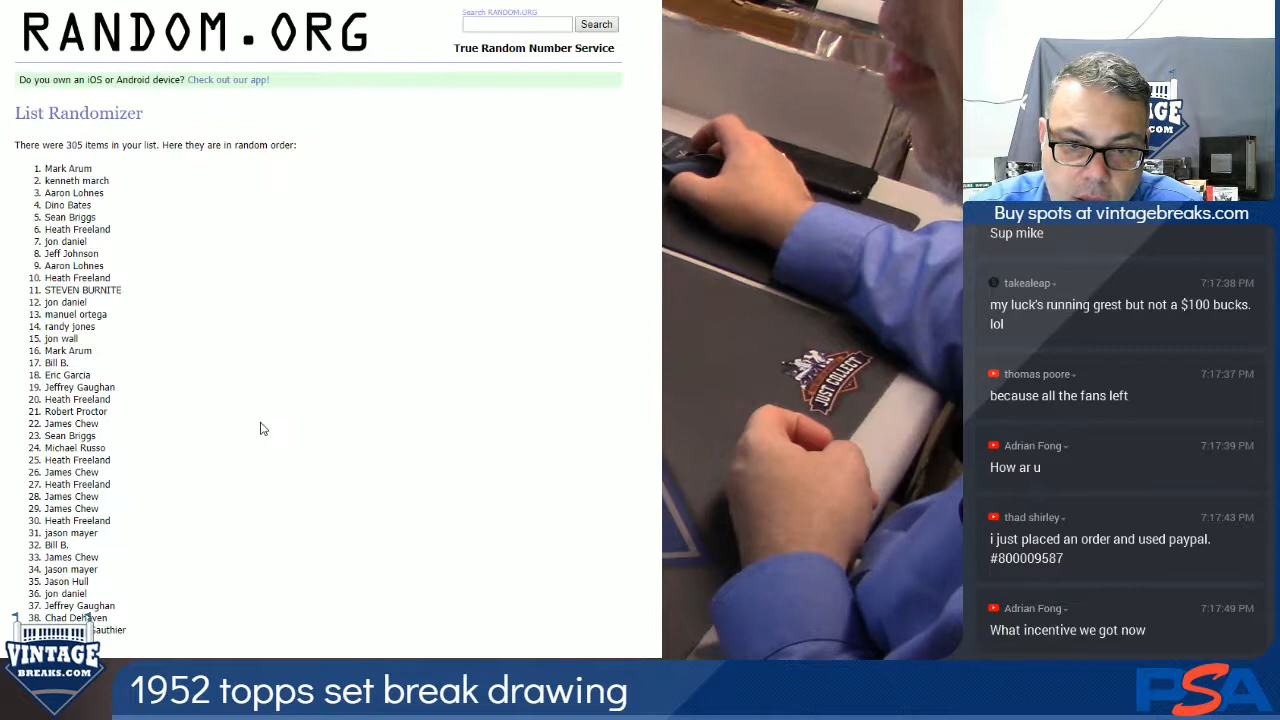 RANDOM.ORG
Search RANDOM.ORG
Search
True Random Number Service
Do you own an iOS or Android device? Check out our app!
List Randomizer
There were 305 items in your list. Here they are in random order:
1. Mark Arum
2. kenneth march
3. Aaron Lohnes
4. Dino Bates
5. Sean Briggs
6. Heath Freeland
7. jon daniel
8. Jeff Johnson
9. Aaron Lohnes
10. Heath Freeland
11. STEVEN BURNITE
12. jon daniel
13. manuel ortega
14. randy jones
15. jon wall
16. Mark Arum
17. Bill B.
18. Eric Garcia
19. Jeffrey Gaughan
20. Heath Freeland
21. Robert Proctor
22. James Chew
23. Sean Briggs
24. Michael Russo
25. Heath Freeland
26. James Chew
27. Heath Freeland
28. James Chew
29. James Chew
30. Heath Freeland
31. jason mayer
32. Bill B.
33. James Chew
34. jason mayer
35. Jason Hull
36. jon daniel
37. Jeffrey Gaughan
38. Chad DeHaven
Gauthier
JUST COLLECT
Buy spots at vintagebreaks.com
Sup mike
takealeap 7:17:38 PM
my luck's running grest but not a $100 bucks.
lol
thomas poore 7:17:37 PM
because all the fans left
Adrian Fong 7:17:39 PM
How ar u
thad shirley 7:17:43 PM
i just placed an order and used paypal.
#800009587
Adrian Fong 7:17:49 PM
What incentive we got now
VINTAGE
BREAKS.COM
1952 topps set break drawing
PSA